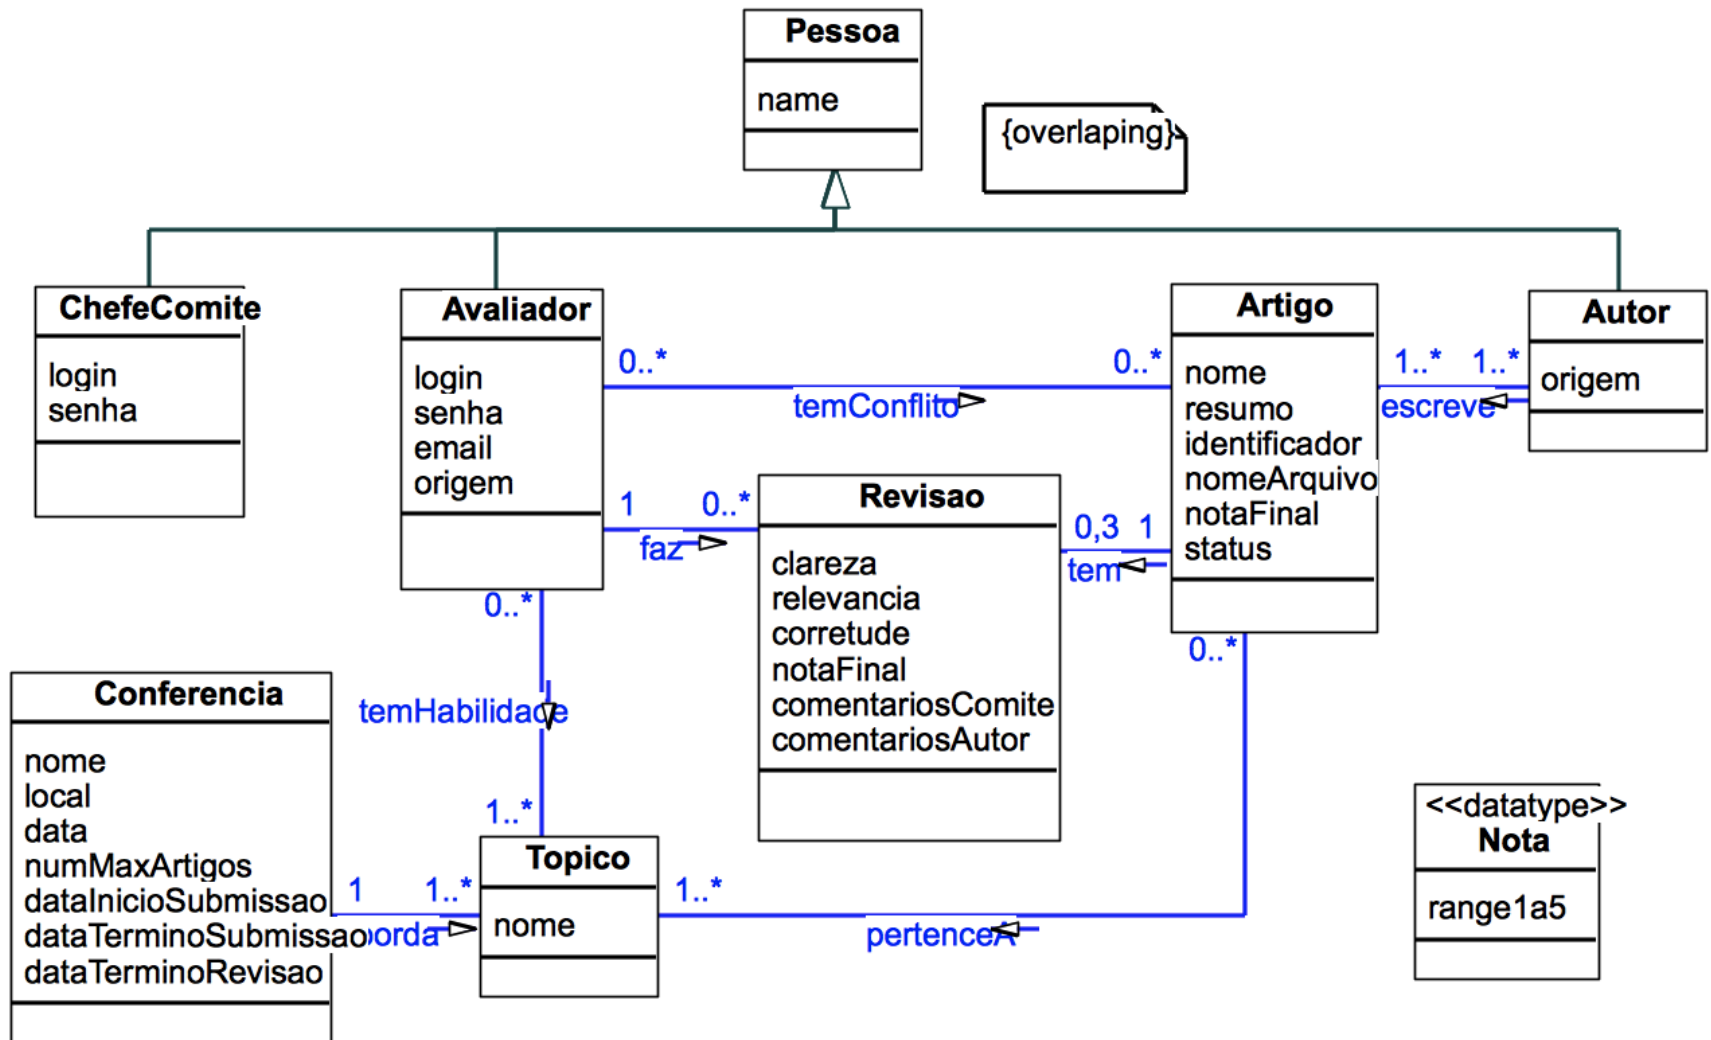 Pessoa
name
{overlaping}
ChefeComite
login
senha
Avaliador
login
senha
email
origem
0..*
0..*
temConflito
Artigo
nome
resumo
identificador
nomeArquivo
notaFinal
status
1..* 1..*
escreve
Autor
origem
1 0..*
faz
Revisao
clareza
relevancia
corretude
notaFinal
comentariosComite
comentariosAutor
0,3 1
tem
0..*
temHabilidade
1..*
0..*
Conferencia
nome
local
data
numMaxArtigos
dataInicioSubmissao
dataTerminoSubmissao
dataTerminoRevisao
1 1..*
borda
Topico
nome
1..*
pertenceA
<<datatype>>
Nota
range1a5